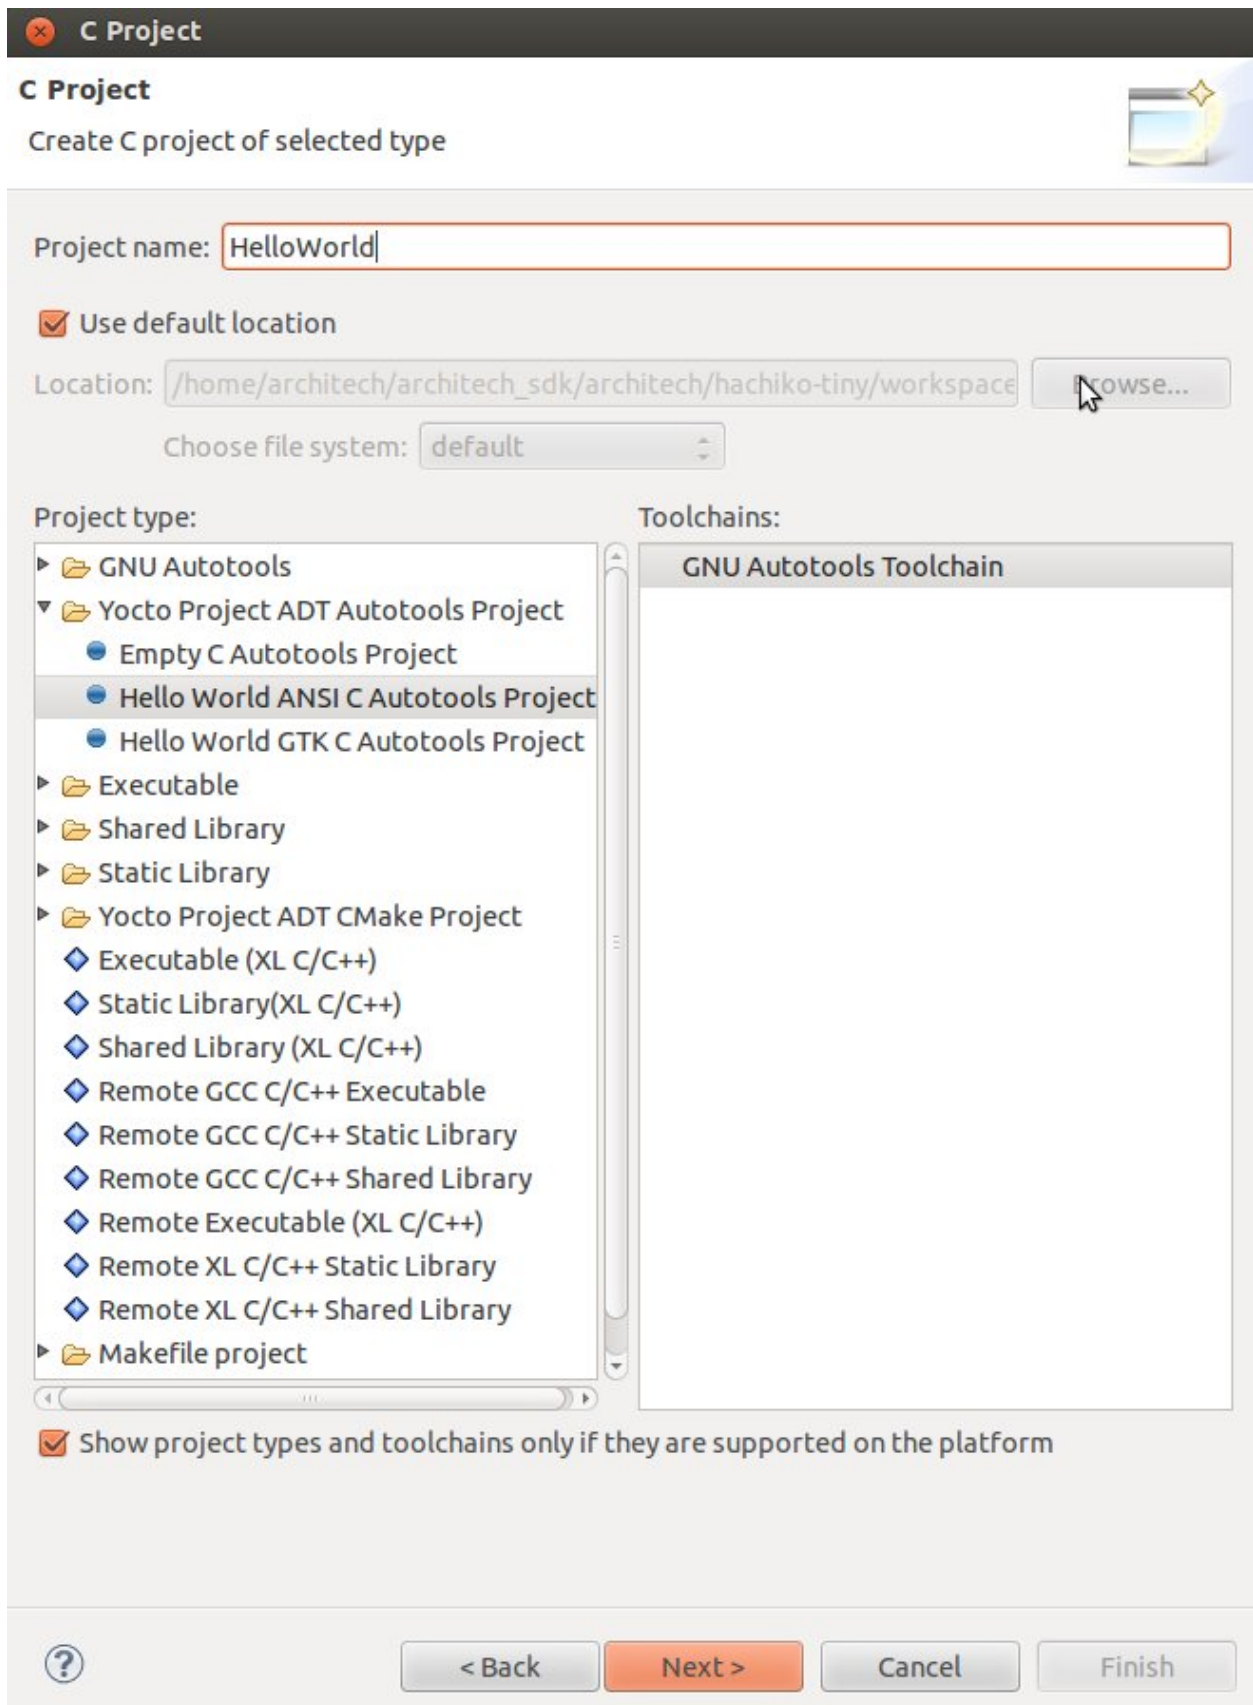 C Project
C Project
Create C project of selected type
Project name: HelloWorld
Use default location
Location: /home/architech/architech_sdk/architech/hachiko-tiny/workspace Browse...
Choose file system: default
Project type: Toolchains:
GNU Autotools GNU Autotools Toolchain
Yocto Project ADT Autotools Project
Empty C Autotools Project
Hello World ANSI C Autotools Project
Hello World GTK C Autotools Project
Executable
Shared Library
Static Library
Yocto Project ADT CMake Project
Executable (XL C/C++)
Static Library(XL C/C++)
Shared Library (XL C/C++)
Remote GCC C/C++ Executable
Remote GCC C/C++ Static Library
Remote GCC C/C++ Shared Library
Remote Executable (XL C/C++)
Remote XL C/C++ Static Library
Remote XL C/C++ Shared Library
Makefile project
Show project types and toolchains only if they are supported on the platform
? < Back Next > Cancel Finish